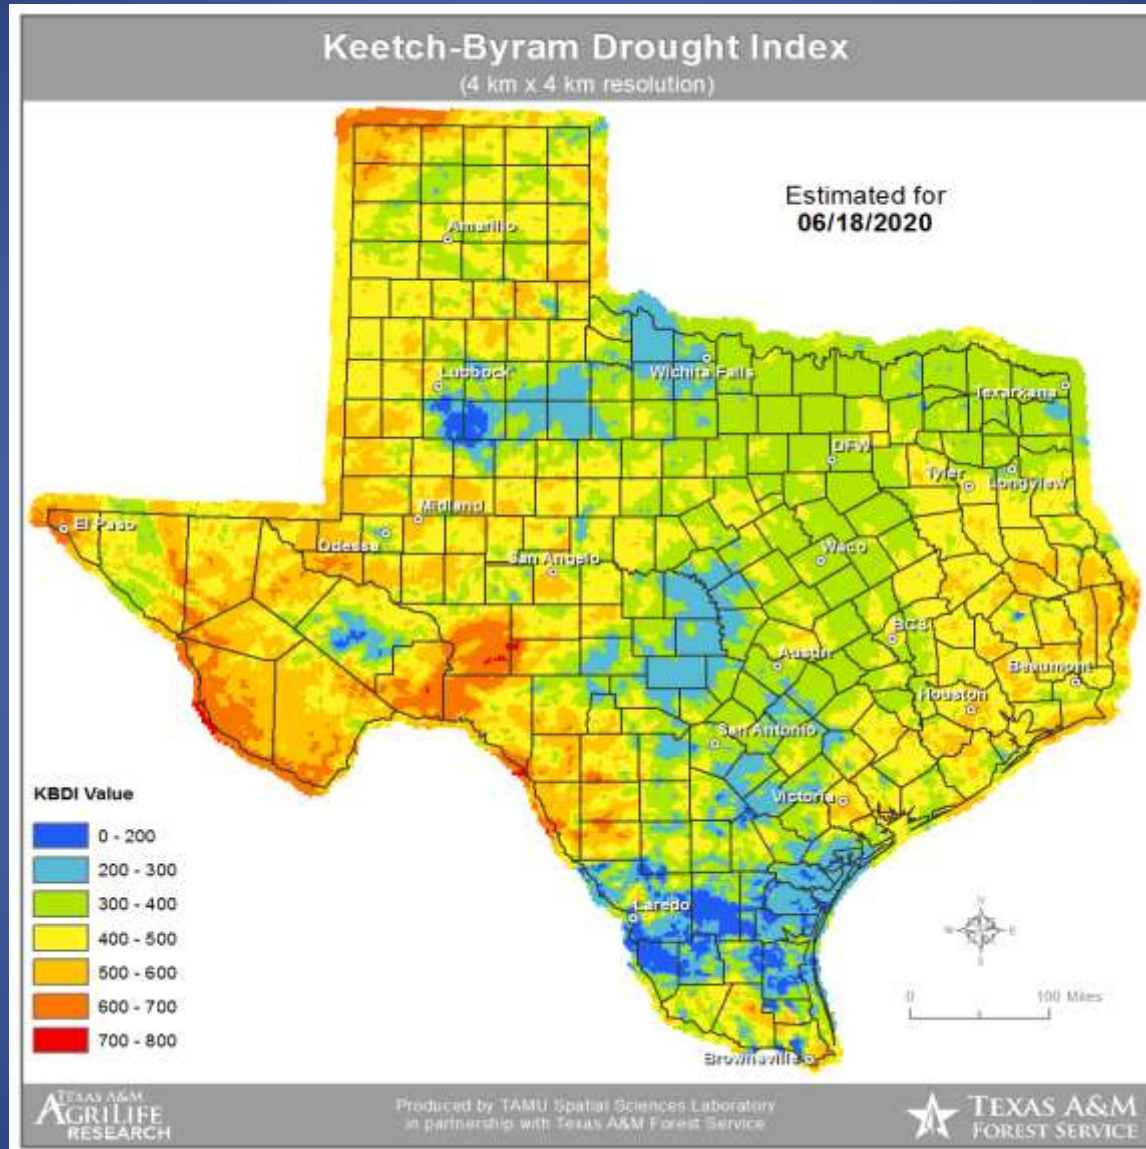 Keetch-Byram Drought Index
(4 km x 4 km resolution)
Estimated for
06/18/2020
Amarillo
Lubbock
Wichita Falls
Texarkana
DFW
Tyler
Longview
El Paso
Midland
Odessa
San Angelo
Waco
BCS
Austin
Beaumont
Houston
San Antonio
Victoria
Laredo
Brownsville
KBDI Value
0 - 200
200 - 300
300 - 400
400 - 500
500 - 600
600 - 700
700 - 800
N
W
E
S
0
100 Miles
TEXAS A&M
AGRILIFE
RESEARCH
Produced by TAMU Spatial Sciences Laboratory
in partnership with Texas A&M Forest Service
TEXAS A&M
FOREST SERVICE